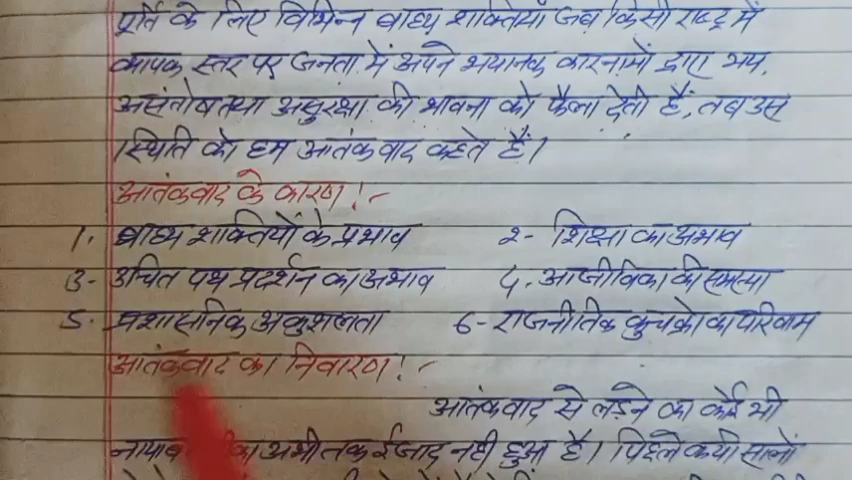 पूर्ति के लिए विभिन्न बाह्य शक्तियाँ जब किसी राष्ट्र में
व्यापक स्तर पर जनता में अपने भयानक कारनामों द्वारा भय,
असंतोष तथा असुरक्षा की भावना को फैला देती हैं, तब उस
स्थिति को हम आतंकवाद कहते हैं।
आतंकवाद के कारण :-
1. बाह्य शक्तियों के प्रभाव 2- शिक्षा का अभाव
3- उचित पथ प्रदर्शन का अभाव 4. आजीविका की समस्या
5. प्रशासनिक अकुशलता 6- राजनीतिक कुचक्रो का परिणाम
आतंकवाद का निवारण :-
आतंकवाद से लड़ने का कोई भी
अभी तक ईजाद नही हुआ है। पिछले कयी सालों